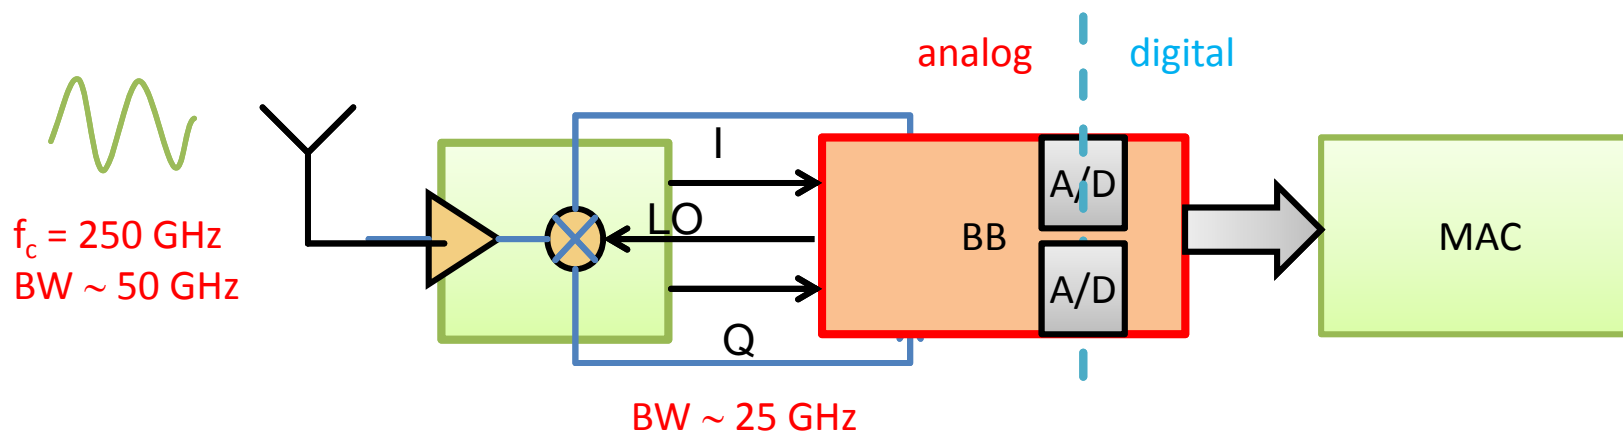 analog
digital
f_c = 250 GHz
BW ~ 50 GHz
I
LO
Q
BW ~ 25 GHz
BB
A/D
A/D
MAC